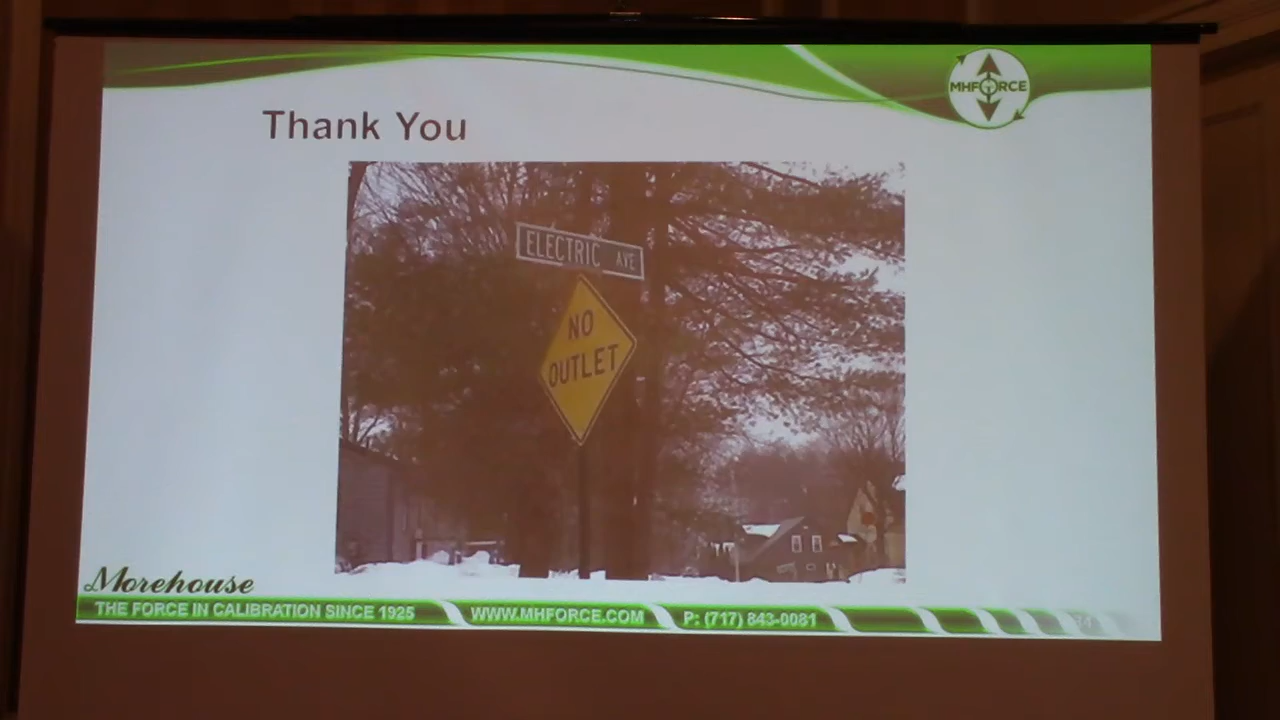 MHFORCE
Thank You
ELECTRIC AVE
NO
OUTLET
Morehouse
THE FORCE IN CALIBRATION SINCE 1925 WWW.MHFORCE.COM P: (717) 843-0081